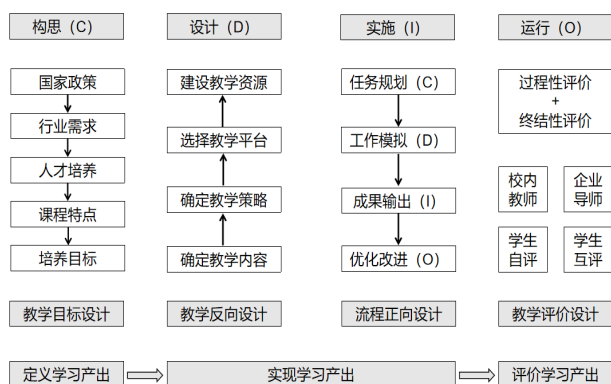 构思（C）
设计（D）
实施（I）
运行（O）
国家政策
行业需求
人才培养
课程特点
培养目标
建设教学资源
选择教学平台
确定教学策略
确定教学内容
任务规划（C）
工作模拟（D）
成果输出（I）
优化改进（O）
过程性评价
+
终结性评价
校内
教师
企业
导师
学生
自评
学生
互评
教学目标设计
教学反向设计
流程正向设计
教学评价设计
定义学习产出
实现学习产出
评价学习产出